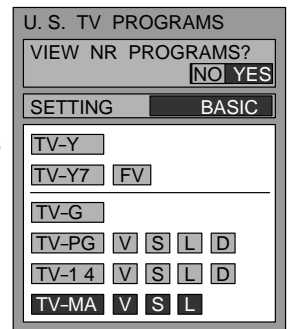 U. S. TV PROGRAMS
VIEW NR PROGRAMS?
NO YES
SETTING BASIC
TV–Y
TV–Y7 FV
TV–G
TV–PG V S L D
TV–1 4 V S L D
TV–MA V S L